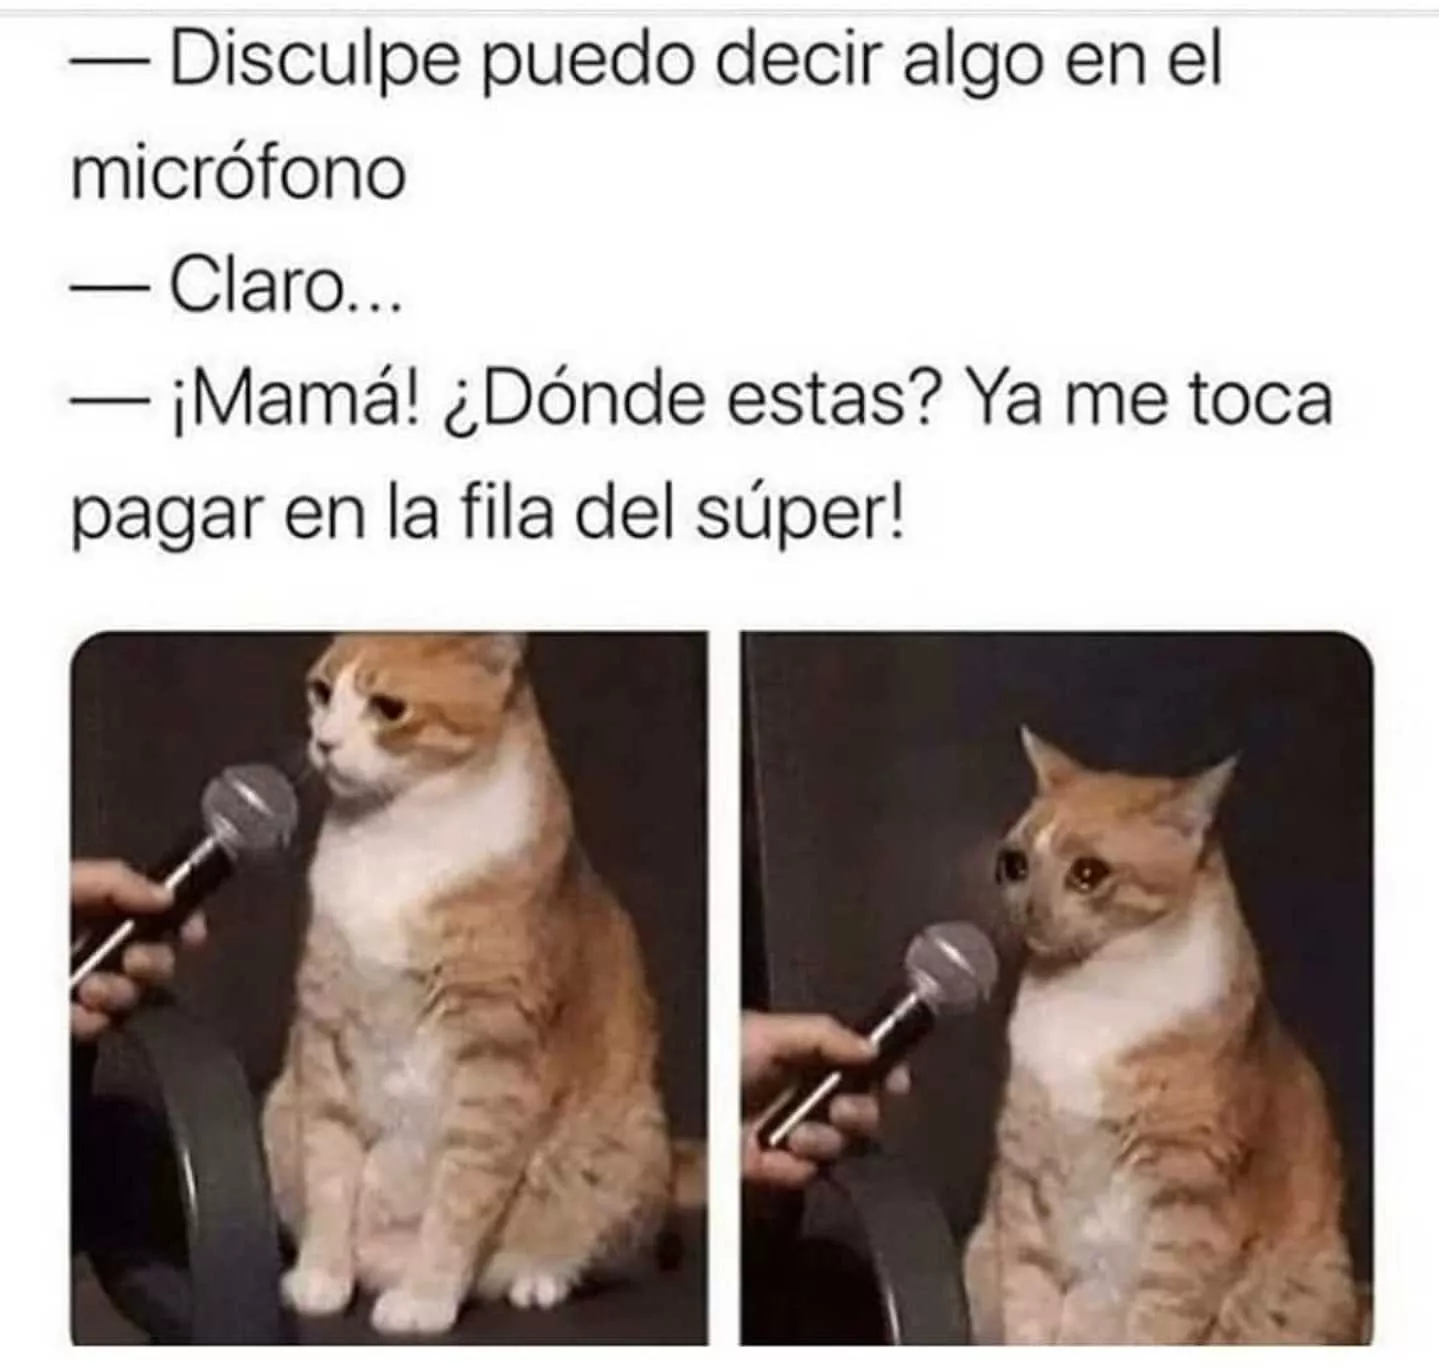 — Disculpe puedo decir algo en el
micrófono
— Claro...
— ¡Mamá! ¿Dónde estas? Ya me toca
pagar en la fila del súper!